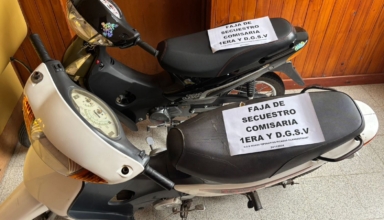 FAJA DE
SECUESTRO
COMISARIA
1ERA Y D.G.S.V
FAJA DE
SECUESTRO
COMISARIA
1ERA Y D.G.S.V